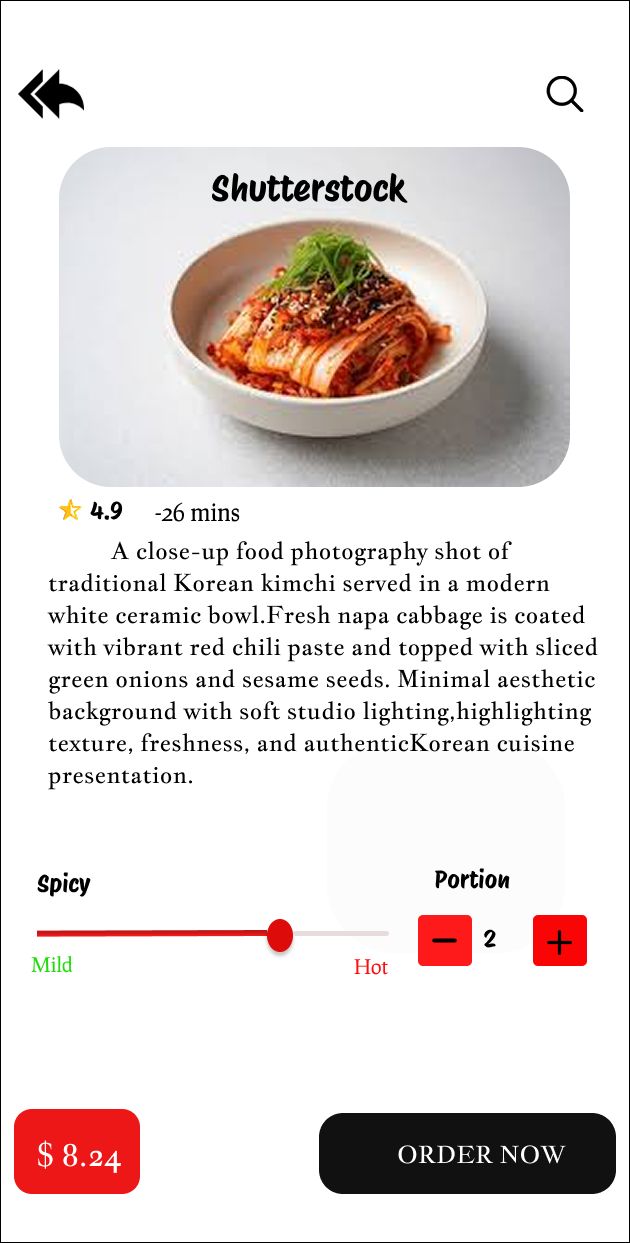 Shutterstock
4.9 -26 mins
A close-up food photography shot of
traditional Korean kimchi served in a modern
white ceramic bowl.Fresh napa cabbage is coated
with vibrant red chili paste and topped with sliced
green onions and sesame seeds. Minimal aesthetic
background with soft studio lighting,highlighting
texture, freshness, and authenticKorean cuisine
presentation.
Spicy
Portion
2
Mild
Hot
$ 8.24
ORDER NOW